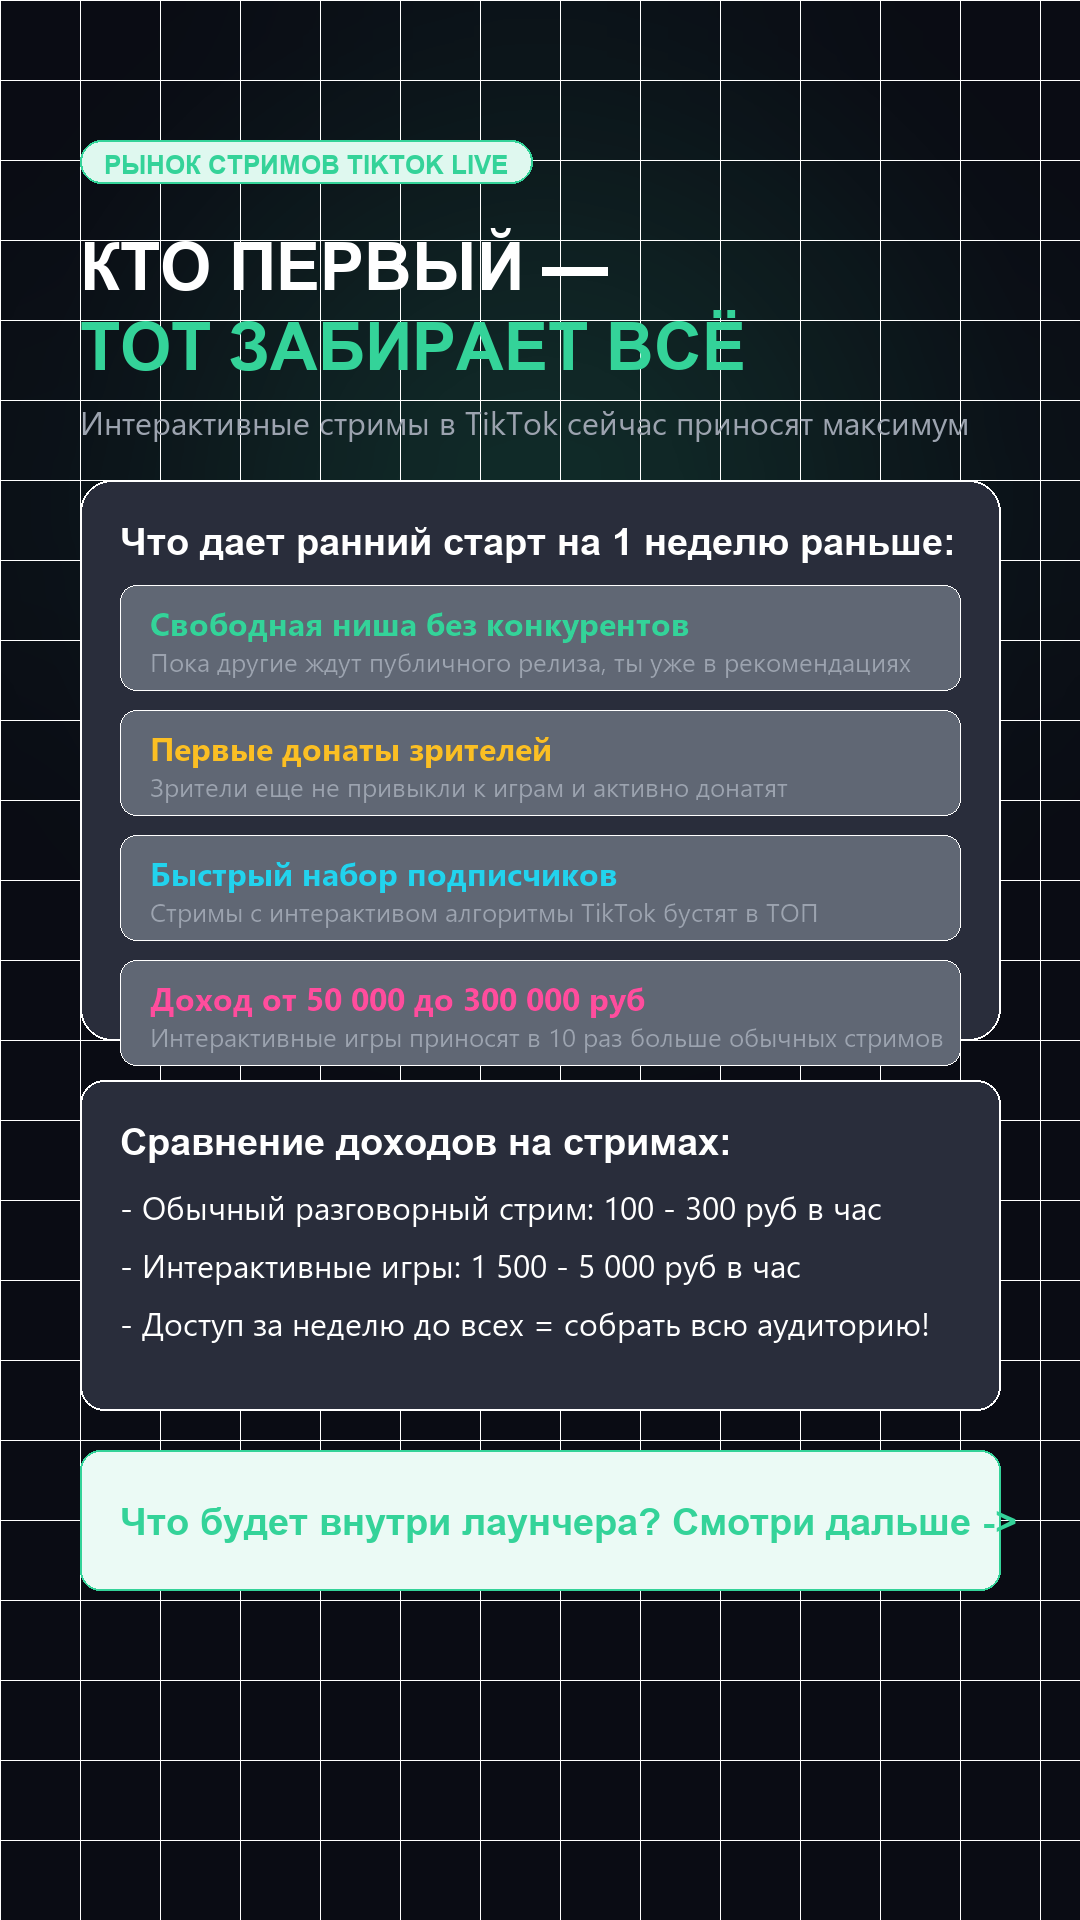 РЫНОК СТРИМОВ TIKTOK LIVE
КТО ПЕРВЫЙ —
ТОТ ЗАБИРАЕТ ВСЁ
Интерактивные стримы в TikTok сейчас приносят максимум
Что дает ранний старт на 1 неделю раньше:
Свободная ниша без конкурентов
Пока другие ждут публичного релиза, ты уже в рекомендациях
Первые донаты зрителей
Зрители еще не привыкли к играм и активно донатят
Быстрый набор подписчиков
Стримы с интерактивом алгоритмы TikTok бустят в ТОП
Доход от 50 000 до 300 000 руб
Интерактивные игры приносят в 10 раз больше обычных стримов
Сравнение доходов на стримах:
- Обычный разговорный стрим: 100 - 300 руб в час
- Интерактивные игры: 1 500 - 5 000 руб в час
- Доступ за неделю до всех = собрать всю аудиторию!
Что будет внутри лаунчера? Смотри дальше ->